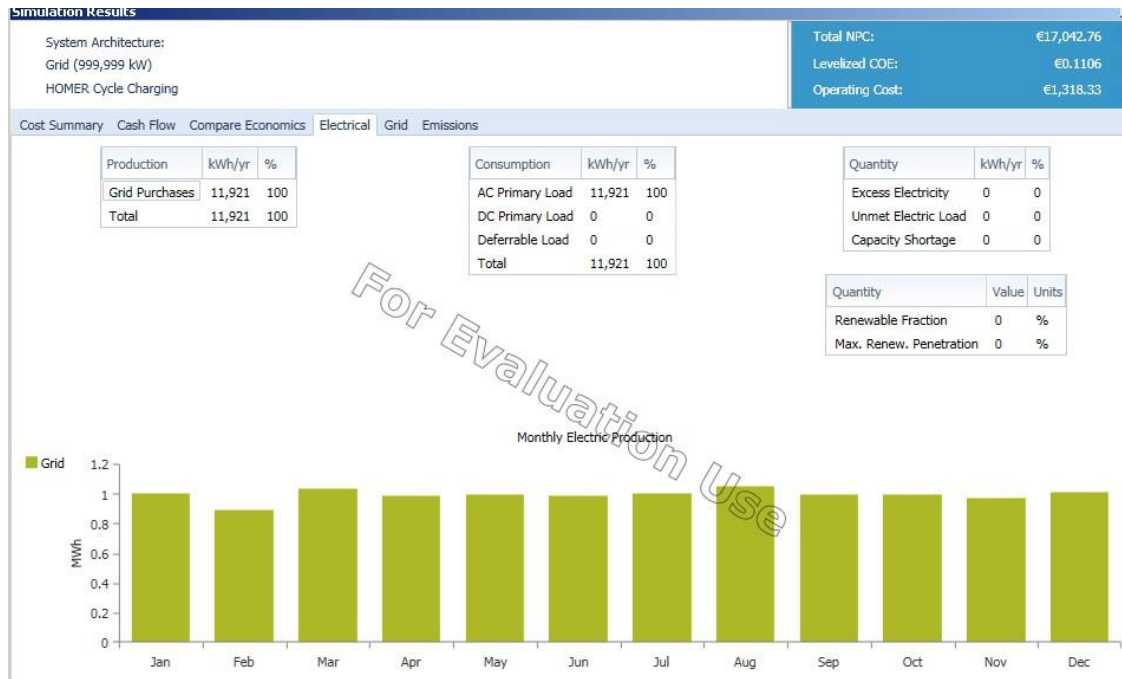 Simulation Results
System Architecture:
Grid (999,999 kW)
HOMER Cycle Charging
Total NPC: €17,042.76
Levelized COE: €0.1106
Operating Cost: €1,318.33
Cost Summary Cash Flow Compare Economics Electrical Grid Emissions
Production kWh/yr %
Grid Purchases 11,921 100
Total 11,921 100
Consumption kWh/yr %
AC Primary Load 11,921 100
DC Primary Load 0 0
Deferrable Load 0 0
Total 11,921 100
Quantity kWh/yr %
Excess Electricity 0 0
Unmet Electric Load 0 0
Capacity Shortage 0 0
Quantity Value Units
Renewable Fraction 0 %
Max. Renew. Penetration 0 %
For Evaluation Use
Monthly Electric Production
Grid
MWh
1.2
1
0.8
0.6
0.4
0.2
0
Jan Feb Mar Apr May Jun Jul Aug Sep Oct Nov Dec